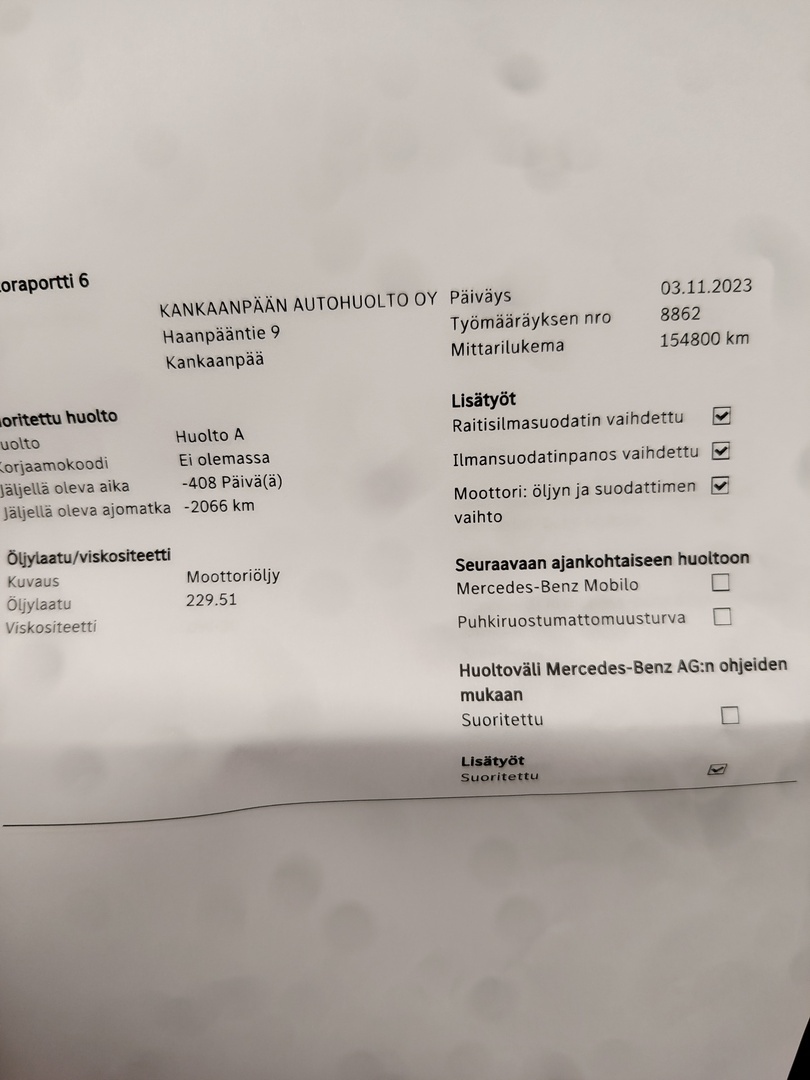 oraportti 6
KANKAANPÄÄN AUTOHUOLTO OY
Haanpääntie 9
Kankaanpää
Päiväys 03.11.2023
Työmääräyksen nro 8862
Mittarilukema 154800 km
oritettu huolto
uolto Huolto A
Korjaamokoodi Ei olemassa
Jäljellä oleva aika -408 Päivä(ä)
Jäljellä oleva ajomatka -2066 km
Öljylaatu/viskositeetti
Kuvaus Moottoriöljy
Öljylaatu 229.51
Viskositeetti
Lisätyöt
Raitisilmasuodatin vaihdettu
Ilmansuodatinpanos vaihdettu
Moottori: öljyn ja suodattimen
vaihto
Seuraavaan ajankohtaiseen huoltoon
Mercedes-Benz Mobilo
Puhkiruostumattomuusturva
Huoltoväli Mercedes-Benz AG:n ohjeiden
mukaan
Suoritettu
Lisätyöt
Suoritettu